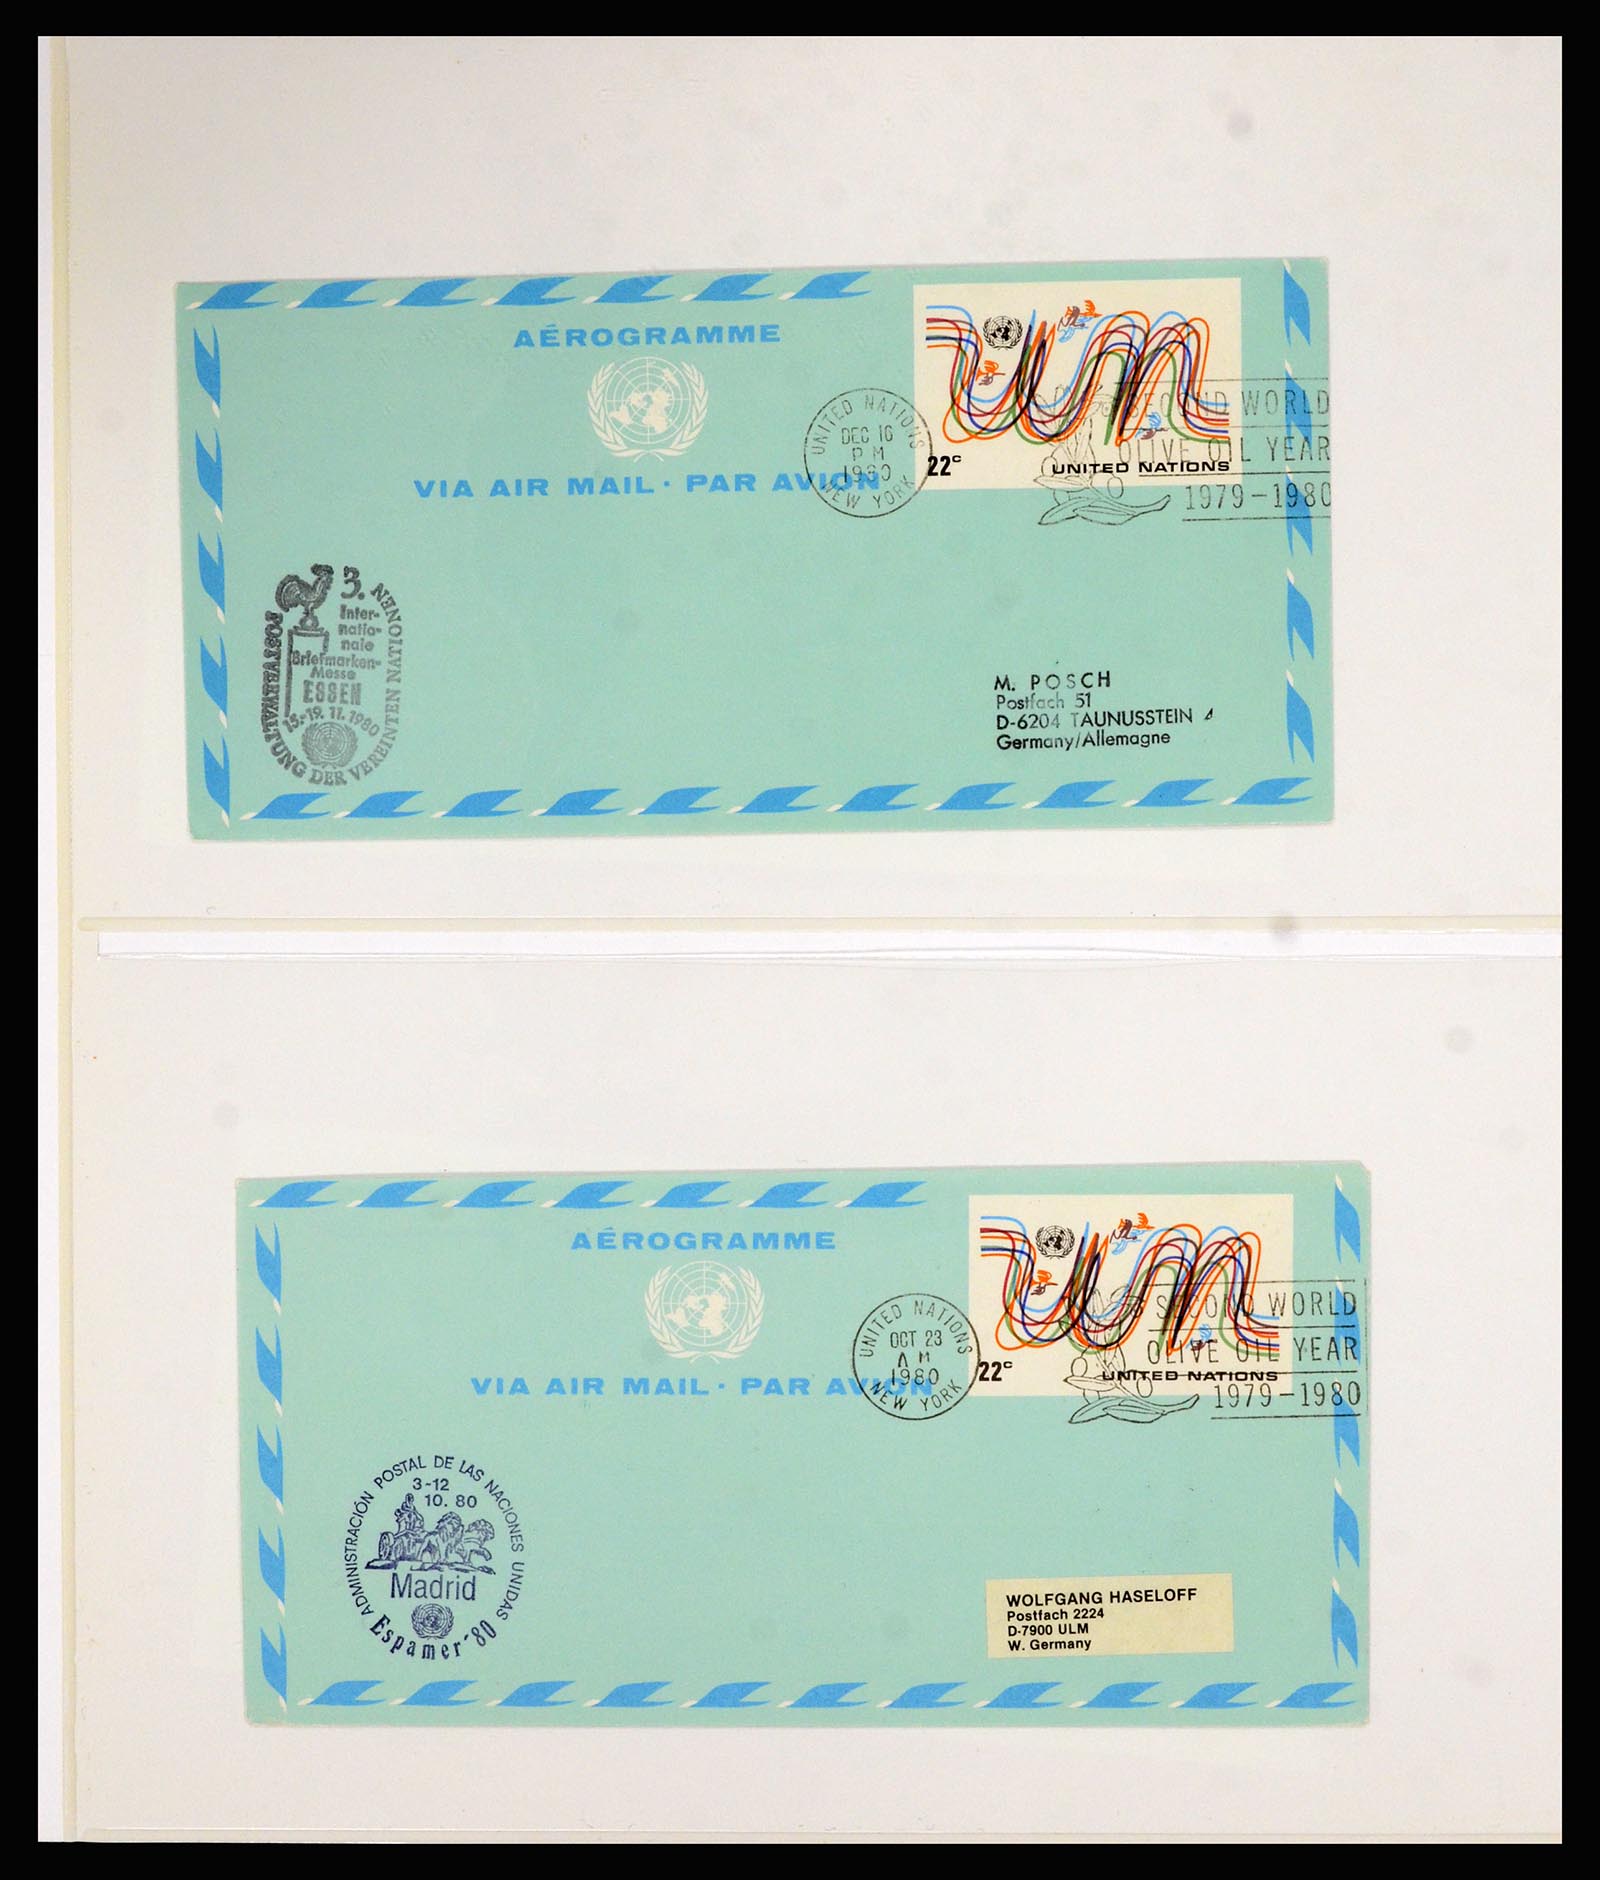 AÉROGRAMME
VIA AIR MAIL · PAR AVION
UNITED NATIONS
DEC 16
PM
1980
NEW YORK
22c
UNITED NATIONS
SECOND WORLD
OLIVE OIL YEAR
1979-1980
3.
Inter-
natio-
nale
Briefmarken-
Messe
ESSEN
15.-19. 11. 1980
POSTVERWALTUNG DER VEREINTEN NATIONEN
M. POSCH
Postfach 51
D-6204 TAUNUSSTEIN 4
Germany/Allemagne
AÉROGRAMME
VIA AIR MAIL · PAR AVION
UNITED NATIONS
OCT 23
AM
1980
NEW YORK
22c
UNITED NATIONS
SECOND WORLD
OLIVE OIL YEAR
1979-1980
ADMINISTRACIÓN POSTAL DE LAS NACIONES UNIDAS
3-12
10. 80
Madrid
Espamer '80
WOLFGANG HASELOFF
Postfach 2224
D-7900 ULM
W. Germany